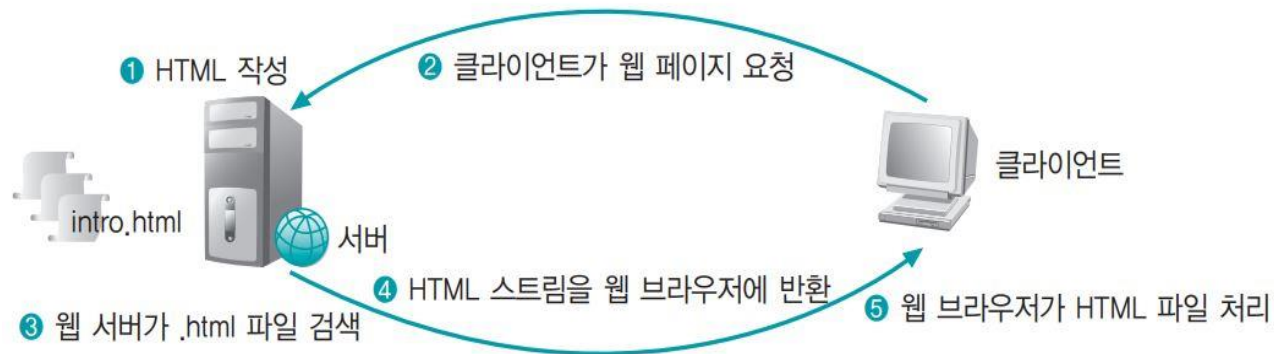 ❶ HTML 작성
❷ 클라이언트가 웹 페이지 요청
클라이언트
intro.html
서버
❹ HTML 스트림을 웹 브라우저에 반환
❺ 웹 브라우저가 HTML 파일 처리
❸ 웹 서버가 .html 파일 검색